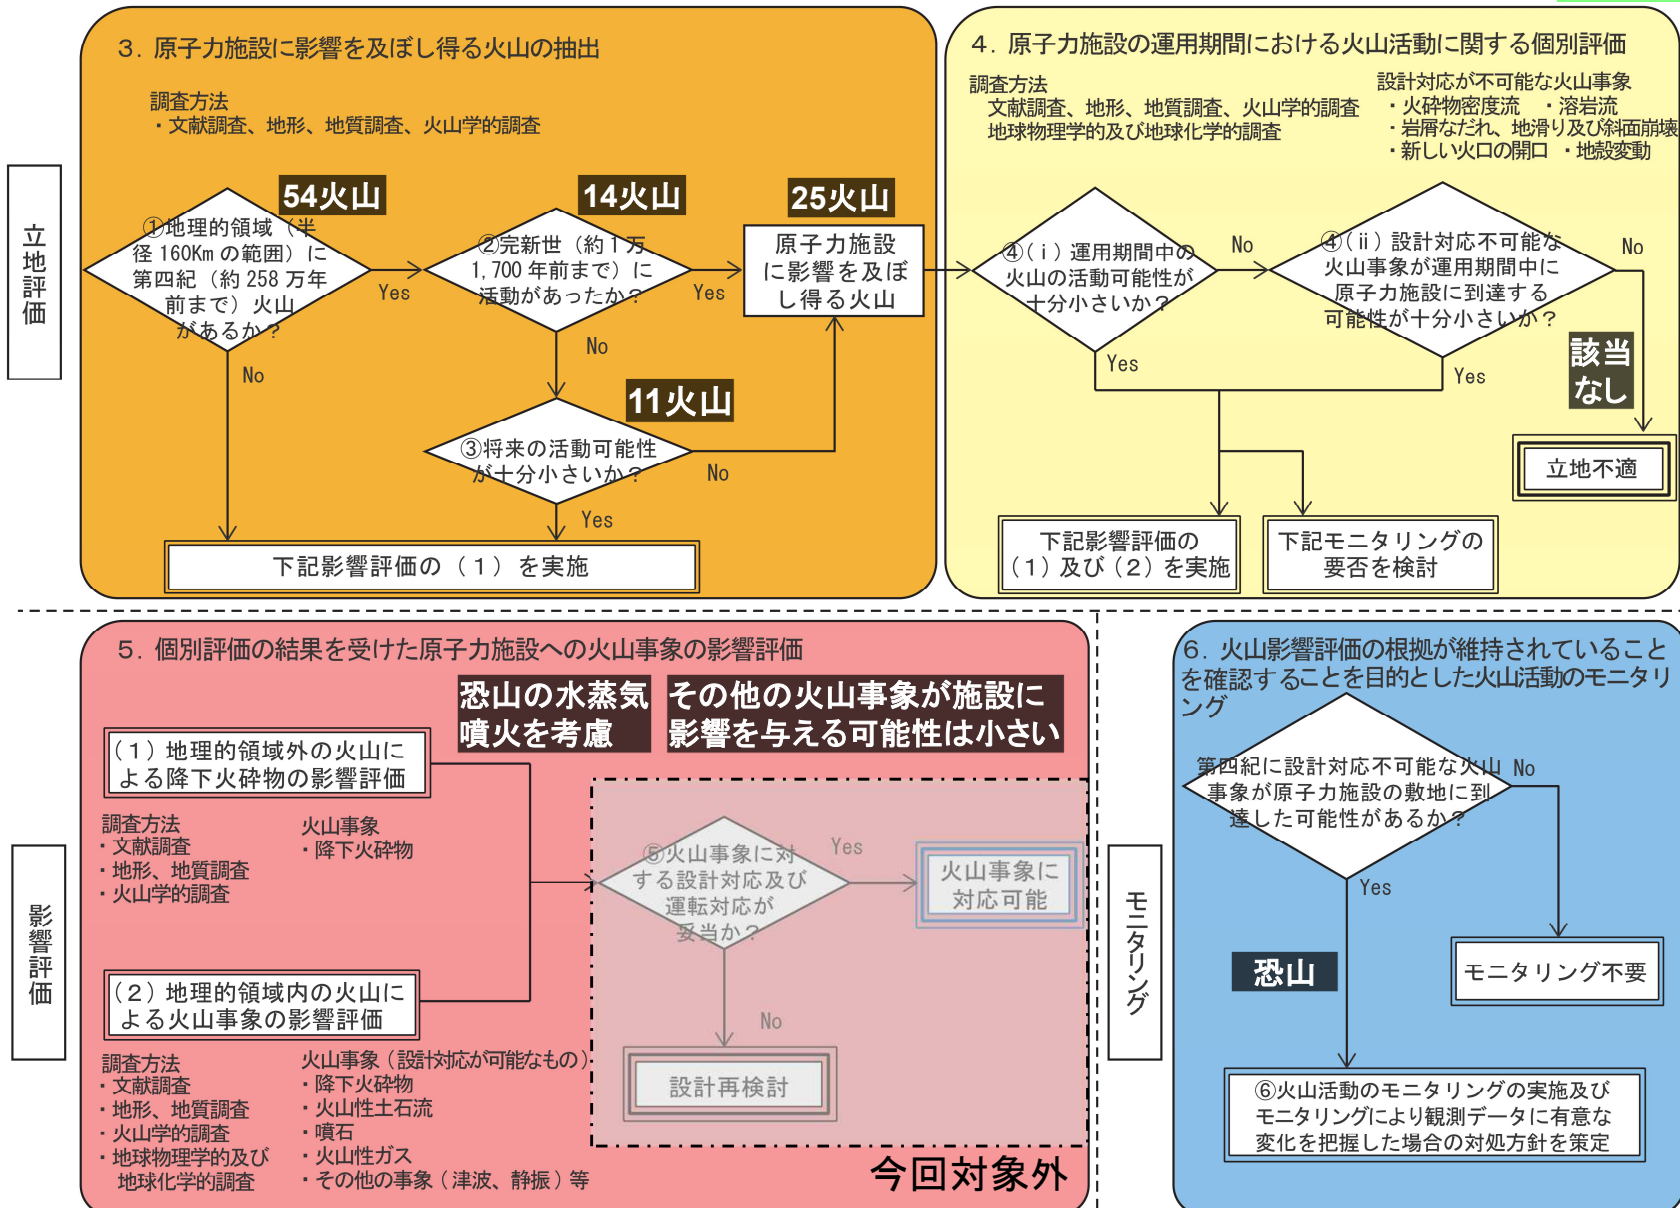 3. 原子力施設に影響を及ぼし得る火山の抽出
調査方法
・文献調査、地形、地質調査、火山学的調査
立地評価
54火山
①地理的領域（半
径 160Km の範囲）に
第四紀（約 258 万年
前まで）火山
があるか？
Yes
No
14火山
②完新世（約 1 万
1,700 年前まで）に
活動があったか？
Yes
No
25火山
原子力施設
に影響を及ぼ
し得る火山
11火山
③将来の活動可能性
が十分小さいか？
No
Yes
下記影響評価の（1）を実施
4. 原子力施設の運用期間における火山活動に関する個別評価
調査方法
文献調査、地形、地質調査、火山学的調査
地球物理学的及び地球化学的調査
設計対応が不可能な火山事象
・火砕物密度流　・溶岩流
・岩屑なだれ、地滑り及び斜面崩壊
・新しい火口の開口　・地殻変動
④(ⅰ) 運用期間中の
火山の活動可能性が
十分小さいか？
No
Yes
④(ⅱ) 設計対応不可能な
火山事象が運用期間中に
原子力施設に到達する
可能性が十分小さいか？
No
Yes
該当
なし
立地不適
下記影響評価の
（1）及び（2）を実施
下記モニタリングの
要否を検討
5. 個別評価の結果を受けた原子力施設への火山事象の影響評価
恐山の水蒸気
噴火を考慮
その他の火山事象が施設に
影響を与える可能性は小さい
影響評価
（1）地理的領域外の火山に
よる降下火砕物の影響評価
調査方法
・文献調査
・地形、地質調査
・火山学的調査
火山事象
・降下火砕物
（2）地理的領域内の火山に
よる火山事象の影響評価
調査方法
・文献調査
・地形、地質調査
・火山学的調査
・地球物理学的及び
地球化学的調査
火山事象（設計対応が可能なもの）
・降下火砕物
・火山性土石流
・噴石
・火山性ガス
・その他の事象（津波、静振）等
⑤火山事象に対
する設計対応及び
運転対応が
妥当か？
Yes
No
火山事象に
対応可能
設計再検討
今回対象外
モニタリング
6. 火山影響評価の根拠が維持されていること
を確認することを目的とした火山活動のモニタリ
ング
第四紀に設計対応不可能な火山
事象が原子力施設の敷地に到
達した可能性があるか？
No
Yes
恐山
モニタリング不要
⑥火山活動のモニタリングの実施及び
モニタリングにより観測データに有意な
変化を把握した場合の対処方針を策定